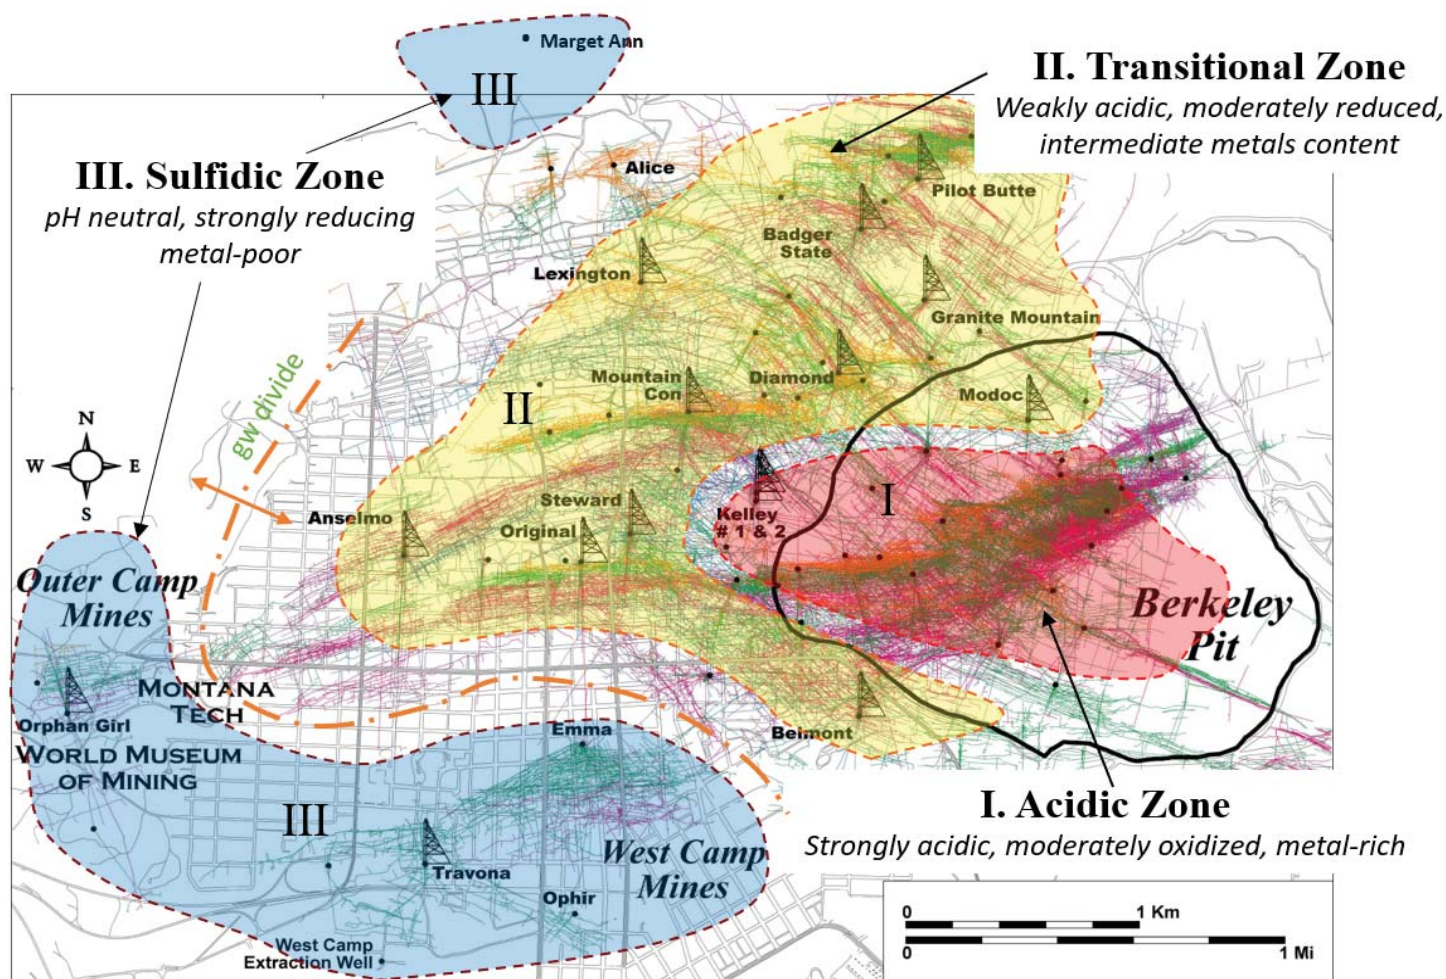 Marget Ann
III
II. Transitional Zone
Weakly acidic, moderately reduced,
intermediate metals content
III. Sulfidic Zone
pH neutral, strongly reducing
metal-poor
Alice
Pilot Butte
Badger
State
Lexington
Granite Mountain
gw divide
Mountain
Con
Diamond
Modoc
II
N
W
E
S
Steward
Original
Anselmo
Kelley
# 1 & 2
I
Outer Camp
Mines
Berkeley
Pit
MONTANA
TECH
Orphan Girl
WORLD MUSEUM
OF MINING
Emma
Belmont
III
I. Acidic Zone
Strongly acidic, moderately oxidized, metal-rich
West Camp
Mines
Travona
Ophir
West Camp
Extraction Well
0
1 Km
0
1 Mi